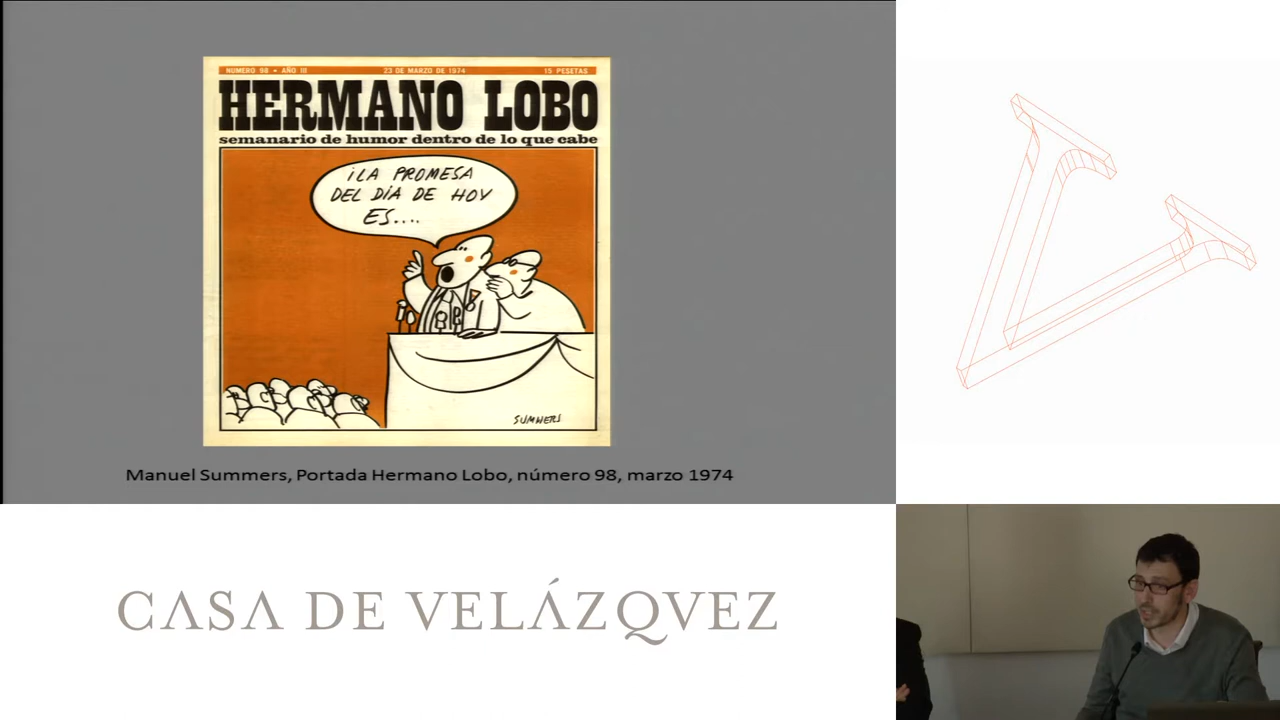 NÚMERO 98 • AÑO III 23 DE MARZO DE 1974 15 PESETAS
HERMANO LOBO
semanario de humor dentro de lo que cabe
¡LA PROMESA
DEL DÍA DE HOY
ES....
SUMMERS
Manuel Summers, Portada Hermano Lobo, número 98, marzo 1974
CASA DE VELÁZQVEZ